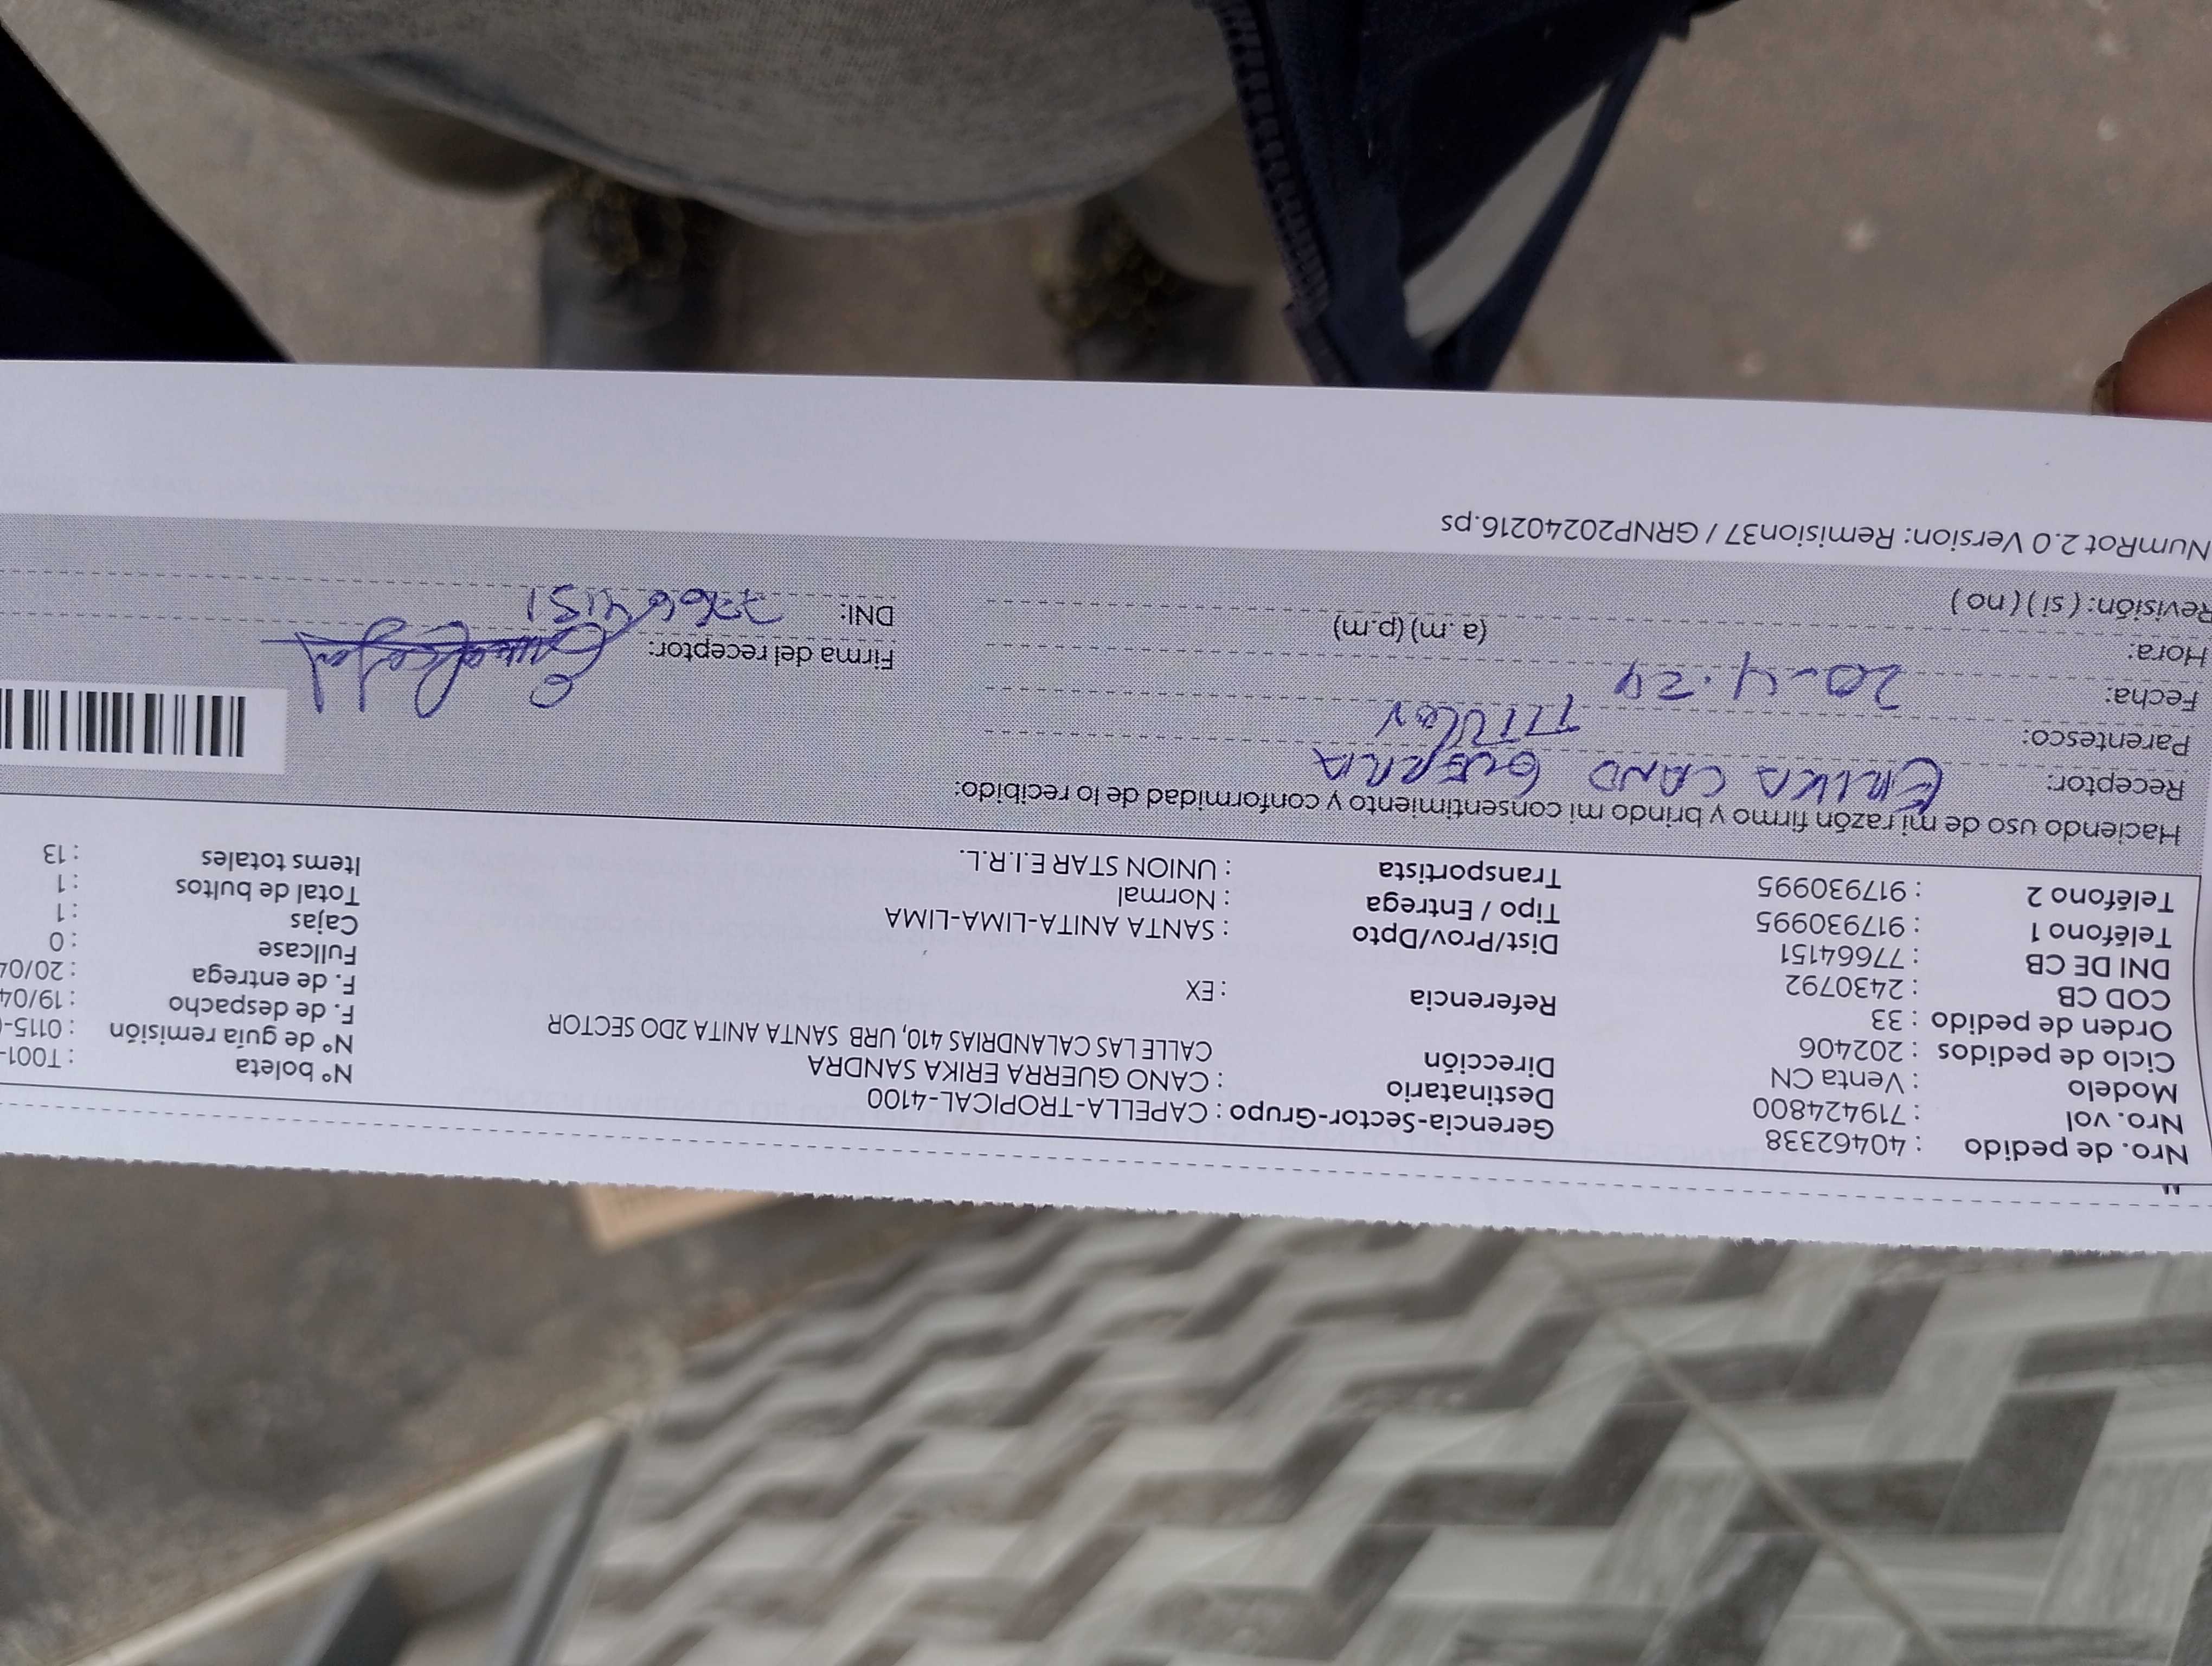 Nro. de pedido : 40462338 Gerencia-Sector-Grupo : CAPELLA-TROPICAL-4100 N° boleta : T001-
Nro. vol : 719424800 Destinatario : CANO GUERRA ERIKA SANDRA N° de guía remisión : 0115-
Modelo : Venta CN Dirección CALLE LAS CALANDRIAS 410, URB SANTA ANITA 2DO SECTOR F. de despacho : 19/04
Ciclo de pedidos : 202406 F. de entrega : 20/04
Orden de pedido : 33 Referencia : EX Fullcase : 0
COD CB : 2430792 Cajas : 1
DNI DE CB : 77664151 Dist/Prov/Dpto : SANTA ANITA-LIMA-LIMA Total de bultos : 1
Teléfono 1 : 917930995 Tipo / Entrega : Normal Items totales : 13
Teléfono 2 : 917930995 Transportista : UNION STAR E.I.R.L.
Haciendo uso de mi razón firmo y brindo mi consentimiento y conformidad de lo recibido:
Receptor: ERIKA CANO GUERRA
Parentesco: TITULAR
Fecha: 20-4.24 Firma del receptor:
Hora: (a .m) (p.m) DNI: 77664151
Revisión: ( si ) ( no )
NumRot 2.0 Version: Remision37 / GRNP20240216.ps